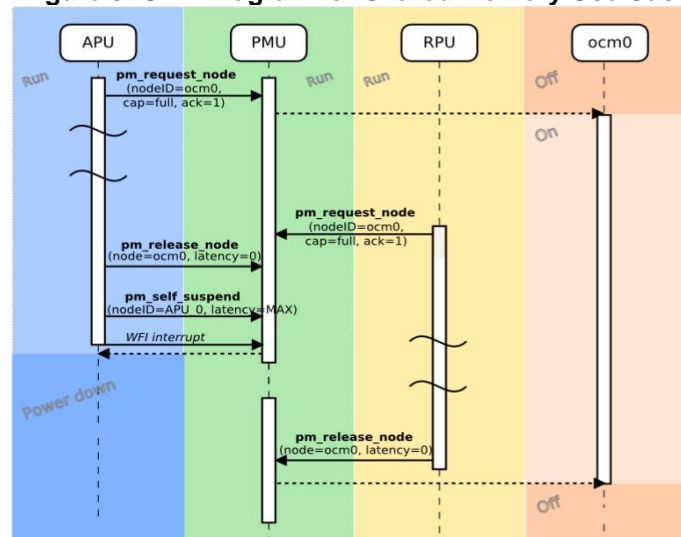 APU PMU RPU ocm0
Run
pm_request_node
(nodeID=ocm0,
cap=full, ack=1)
Run
Run
Off
On
pm_request_node
(nodeID=ocm0,
cap=full, ack=1)
pm_release_node
(node=ocm0, latency=0)
pm_self_suspend
(nodeID=APU_0, latency=MAX)
WFI interrupt
Power down
pm_release_node
(node=ocm0, latency=0)
Off